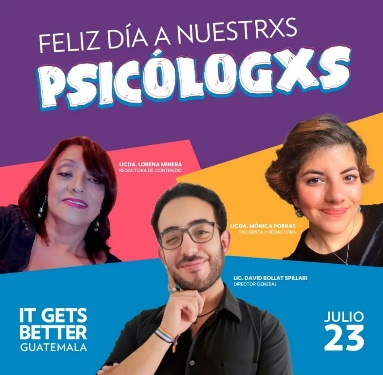 FELIZ DÍA A NUESTRXS
PSICÓLOGXS
LICDA. LORENA MINERA
REDACTORA DE CONTENIDO
LICDA. MÓNICA PORRAS
TALLERISTA Y REDACTORA
LIC. DAVID BOLLAT SPILLARI
DIRECTOR GENERAL
IT GETS
BETTER
GUATEMALA
JULIO
23